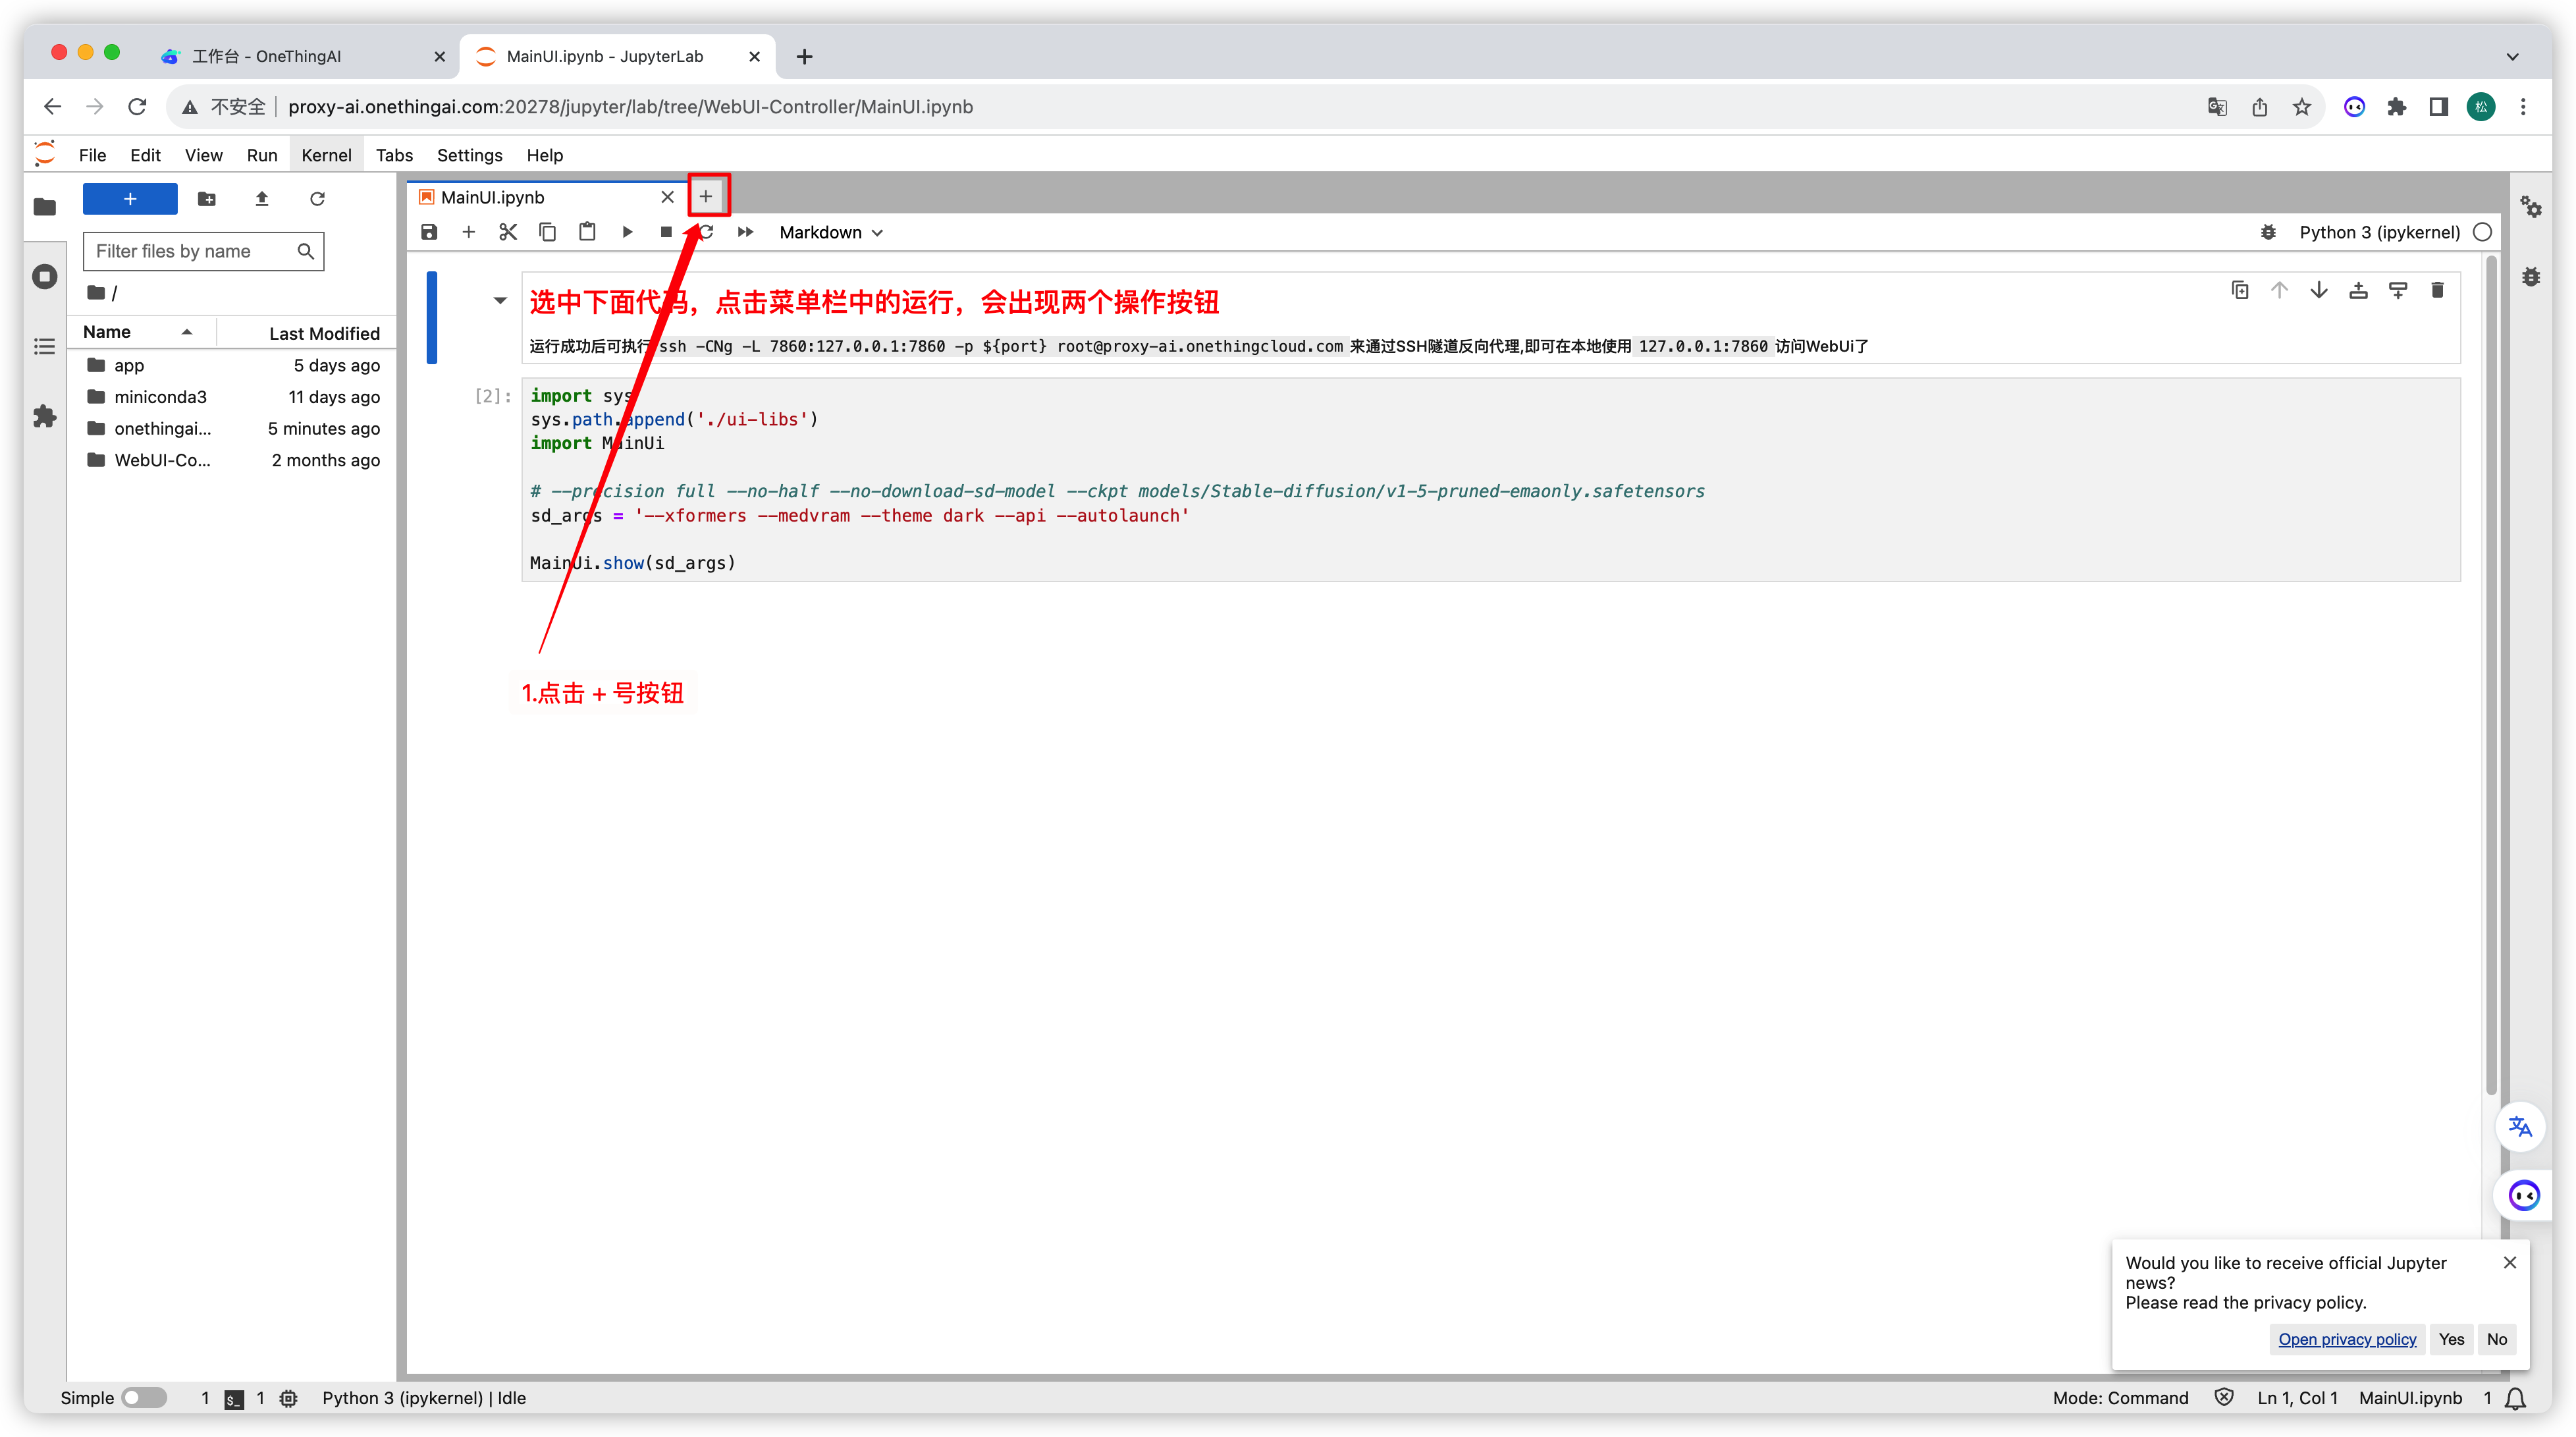 工作台 - OneThingAI
MainUI.ipynb - JupyterLab
不安全 | proxy-ai.onethingai.com:20278/jupyter/lab/tree/WebUI-Controller/MainUI.ipynb
松
File Edit View Run Kernel Tabs Settings Help
MainUI.ipynb
Filter files by name
Markdown
Python 3 (ipykernel)
/
Name Last Modified
app 5 days ago
miniconda3 11 days ago
onethingai... 5 minutes ago
WebUI-Co... 2 months ago
选中下面代码，点击菜单栏中的运行，会出现两个操作按钮
运行成功后可执行 ssh -CNg -L 7860:127.0.0.1:7860 -p ${port} root@proxy-ai.onethingcloud.com 来通过SSH隧道反向代理,即可在本地使用 127.0.0.1:7860 访问WebUi了
[2]:
import sys
sys.path.append('./ui-libs')
import MainUi
# --precision full --no-half --no-download-sd-model --ckpt models/Stable-diffusion/v1-5-pruned-emaonly.safetensors
sd_args = '--xformers --medvram --theme dark --api --autolaunch'
MainUi.show(sd_args)
1.点击 + 号按钮
Would you like to receive official Jupyter
news?
Please read the privacy policy.
Open privacy policy Yes No
Simple 1 $_ 1 Python 3 (ipykernel) | Idle
Mode: Command Ln 1, Col 1 MainUI.ipynb 1